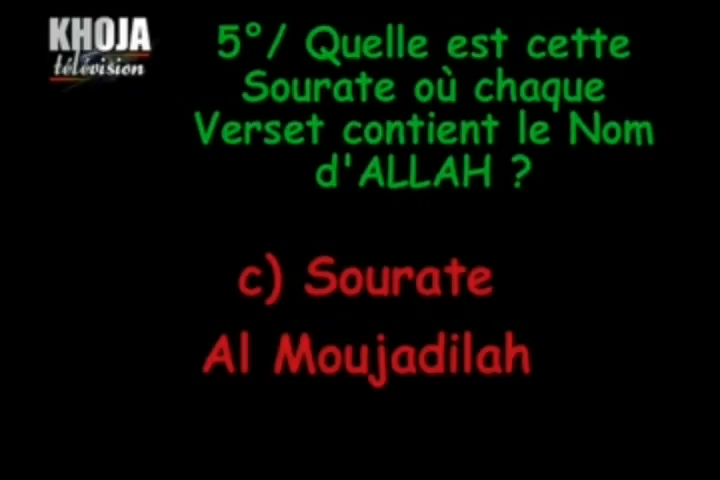 KHOJA
télévision
5°/ Quelle est cette
Sourate où chaque
Verset contient le Nom
d'ALLAH ?
c) Sourate
Al Moujadilah